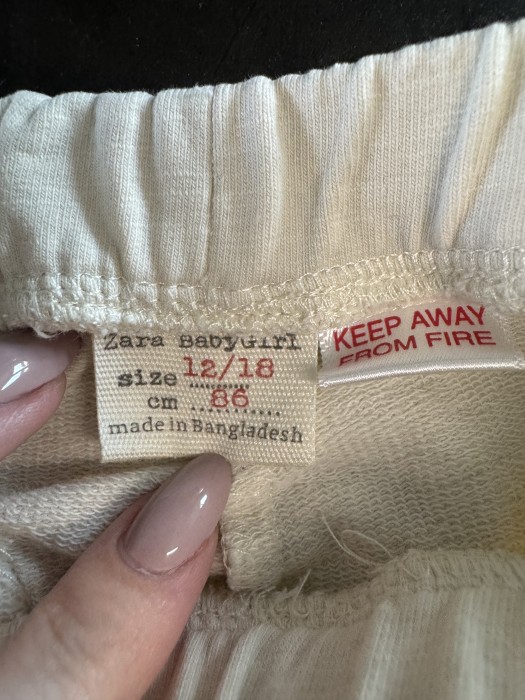 Zara BabyGirl
size 12/18
cm 86
made in Bangladesh
KEEP AWAY
FROM FIRE